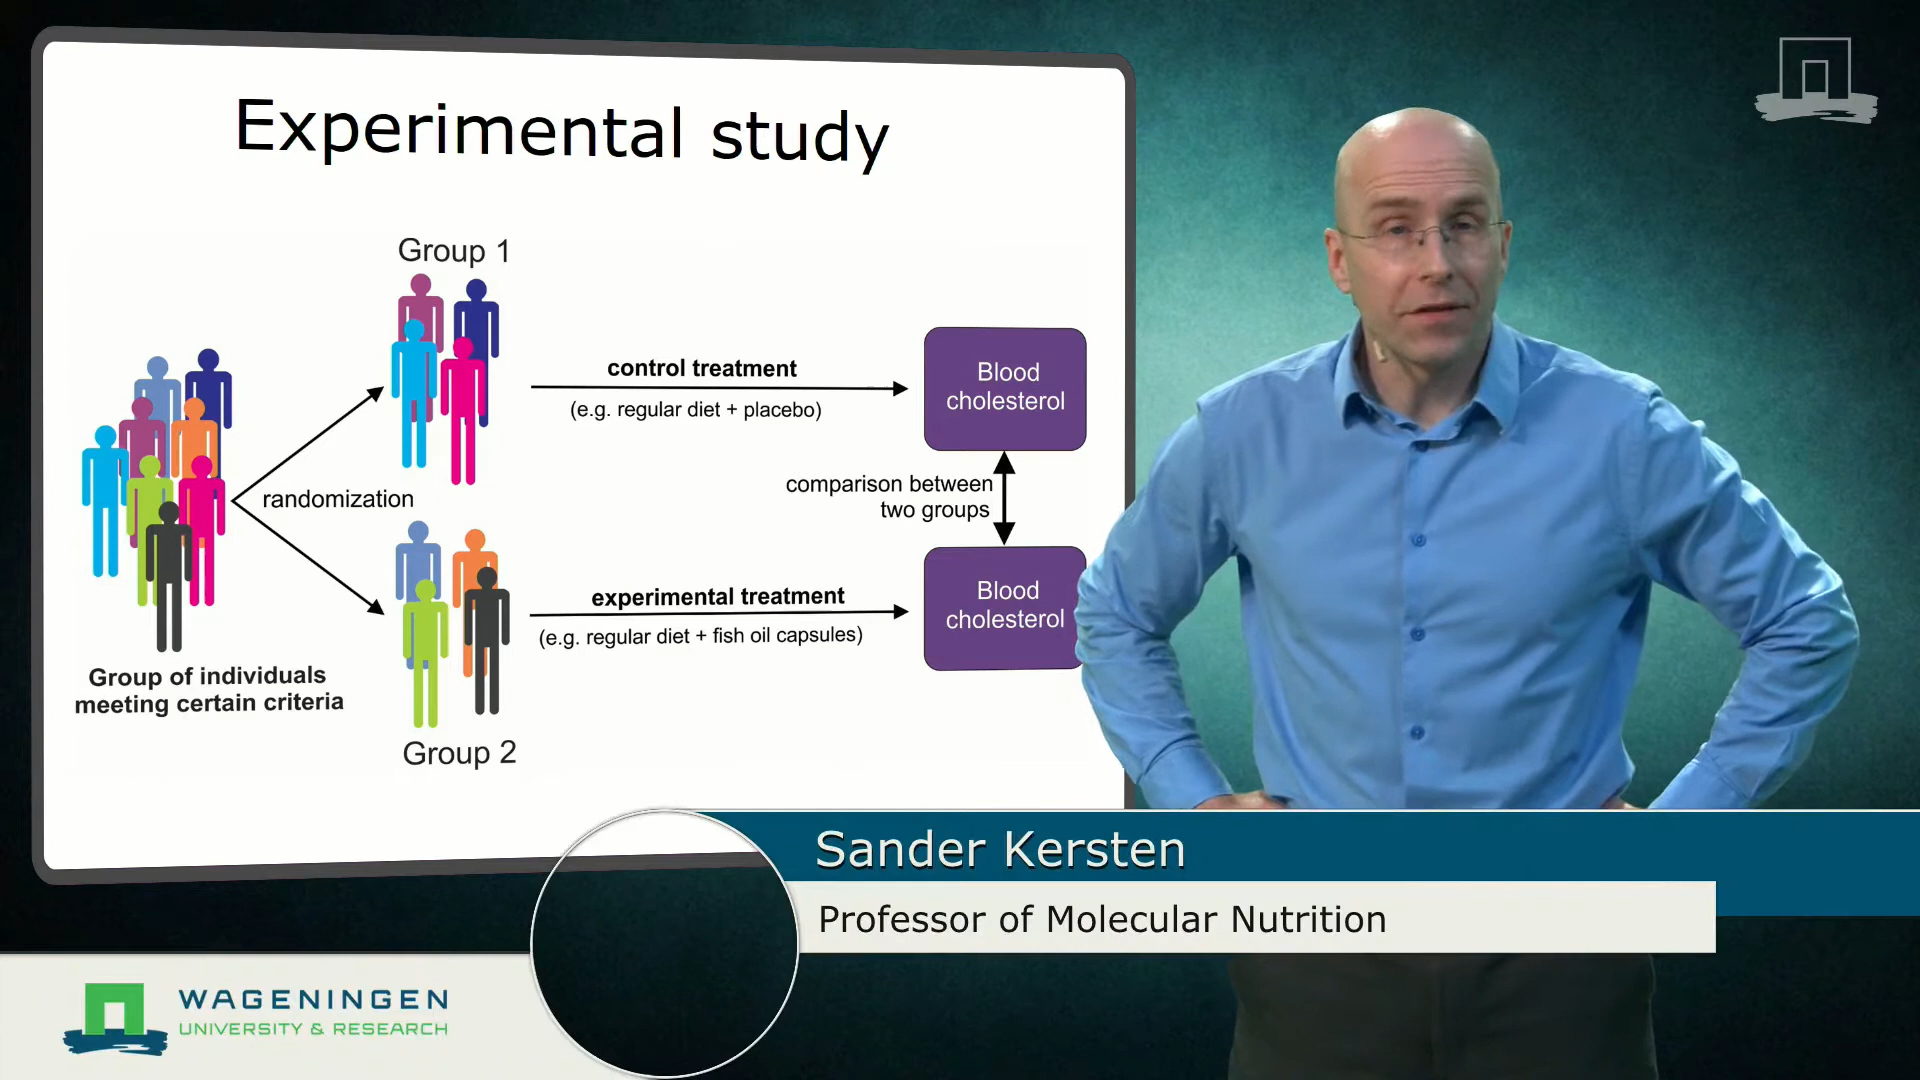 Experimental study
Group 1
control treatment
(e.g. regular diet + placebo)
Blood
cholesterol
randomization
comparison between
two groups
experimental treatment
(e.g. regular diet + fish oil capsules)
Blood
cholesterol
Group of individuals
meeting certain criteria
Group 2
Sander Kersten
Professor of Molecular Nutrition
WAGENINGEN
UNIVERSITY & RESEARCH